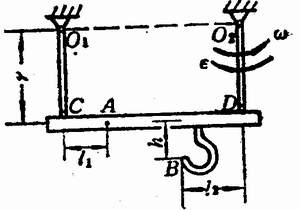 O₁ O₂ ω
r ε
C A D
h
l₁ B l₂